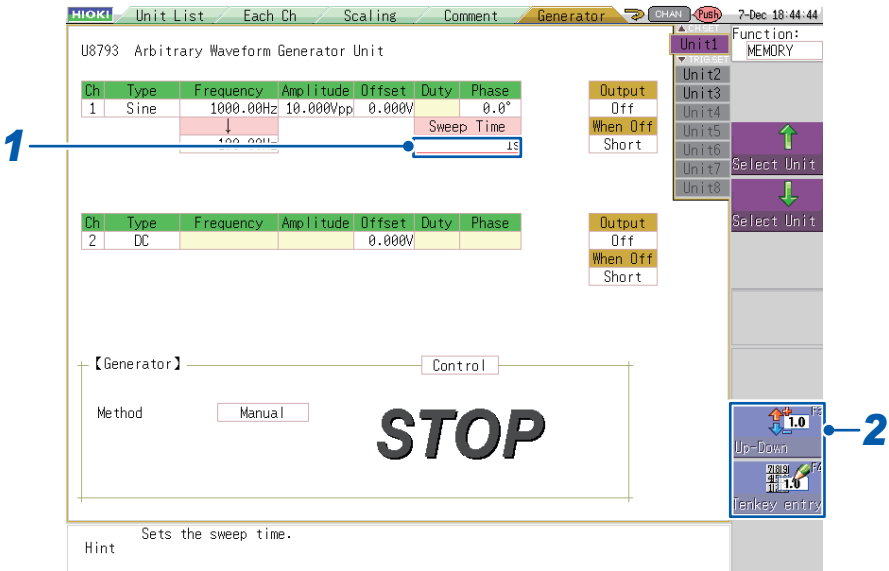 HIOKI Unit List Each Ch Scaling Comment Generator CHAN Push 7-Dec 18:44:44
U8793 Arbitrary Waveform Generator Unit
Ch Type Frequency Amplitude Offset Duty Phase
1 Sine 1000.00Hz 10.000Vpp 0.000V 0.0°
↓ Sweep Time
1s
Output
Off
When Off
Short
1
Ch Type Frequency Amplitude Offset Duty Phase
2 DC 0.000V
Output
Off
When Off
Short
【Generator】 Control
Method Manual
STOP
Hint Sets the sweep time.
▲ CH SET
Unit1
▼ TRIG SET
Unit2
Unit3
Unit4
Unit5
Unit6
Unit7
Unit8
Function:
MEMORY
Select Unit
Select Unit
1.0
Up-Down
1.0
Tenkey entry
2